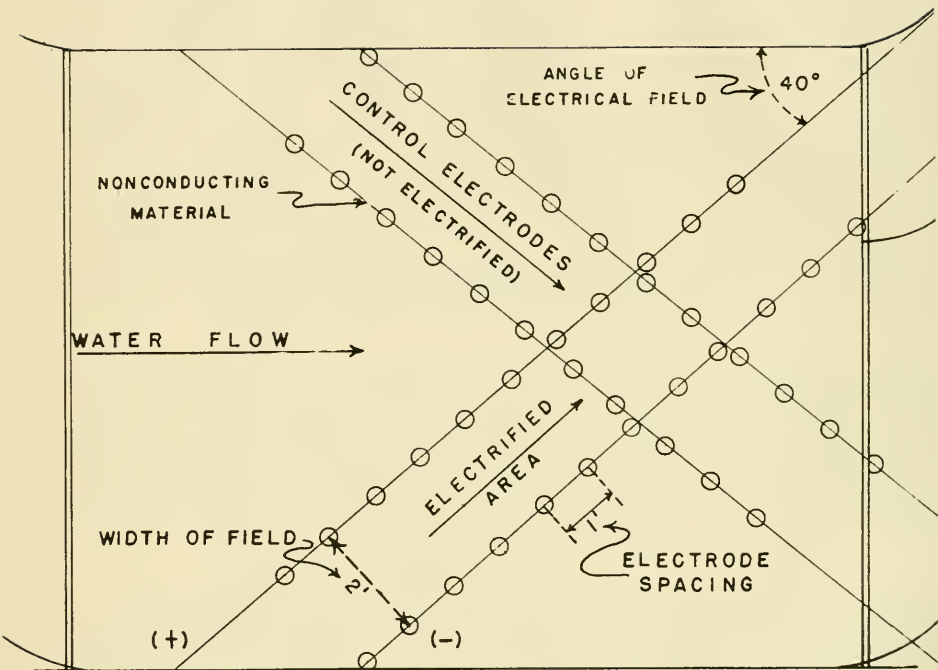 ANGLE OF
ELECTRICAL FIELD
40°
CONTROL ELECTRODES
(NOT ELECTRIFIED)
NONCONDUCTING
MATERIAL
WATER FLOW
ELECTRIFIED
AREA
WIDTH OF FIELD
2'
1'
ELECTRODE
SPACING
(+)
(-)